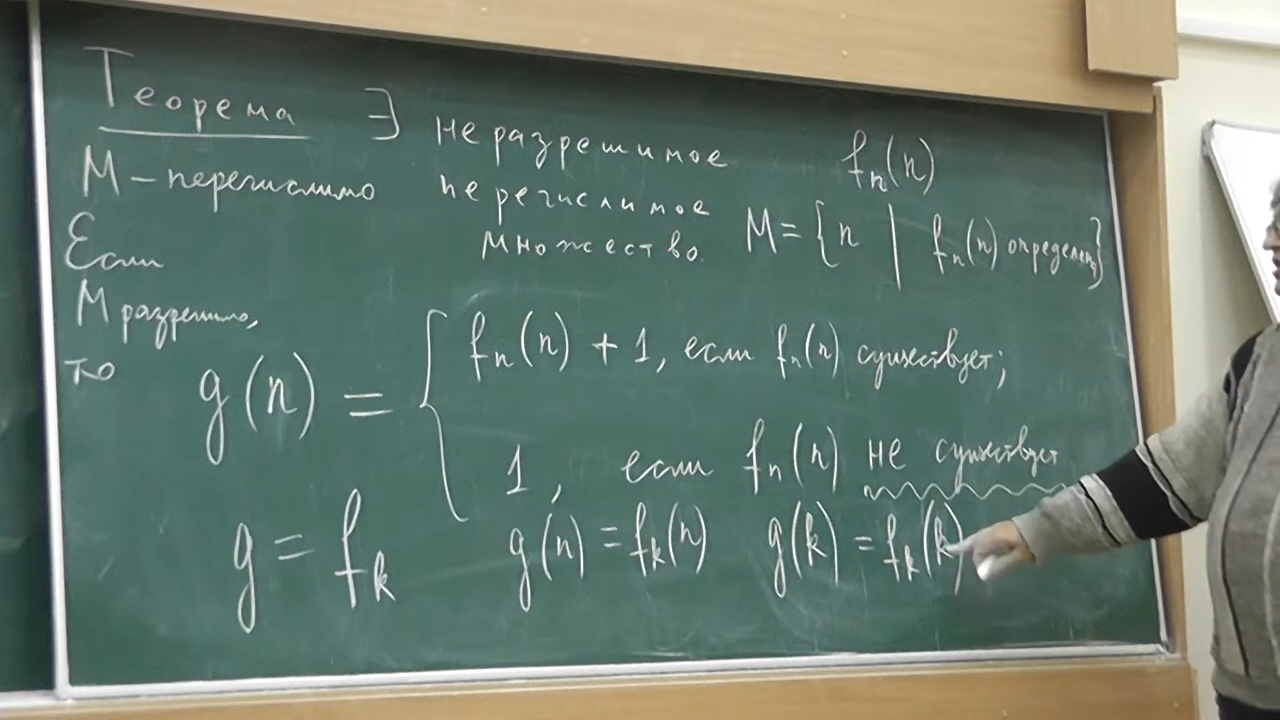 Теорема ∃ неразрешимое fₙ(n)
М – перечислимо перечислимое
множество. M = {n | fₙ(n) определено}
Если
М разрешимо,
то g(n) = { fₙ(n) + 1, если fₙ(n) существует;
1, если fₙ(n) не существует
g = fₖ g(n) = fₖ(n) g(k) = fₖ(k)